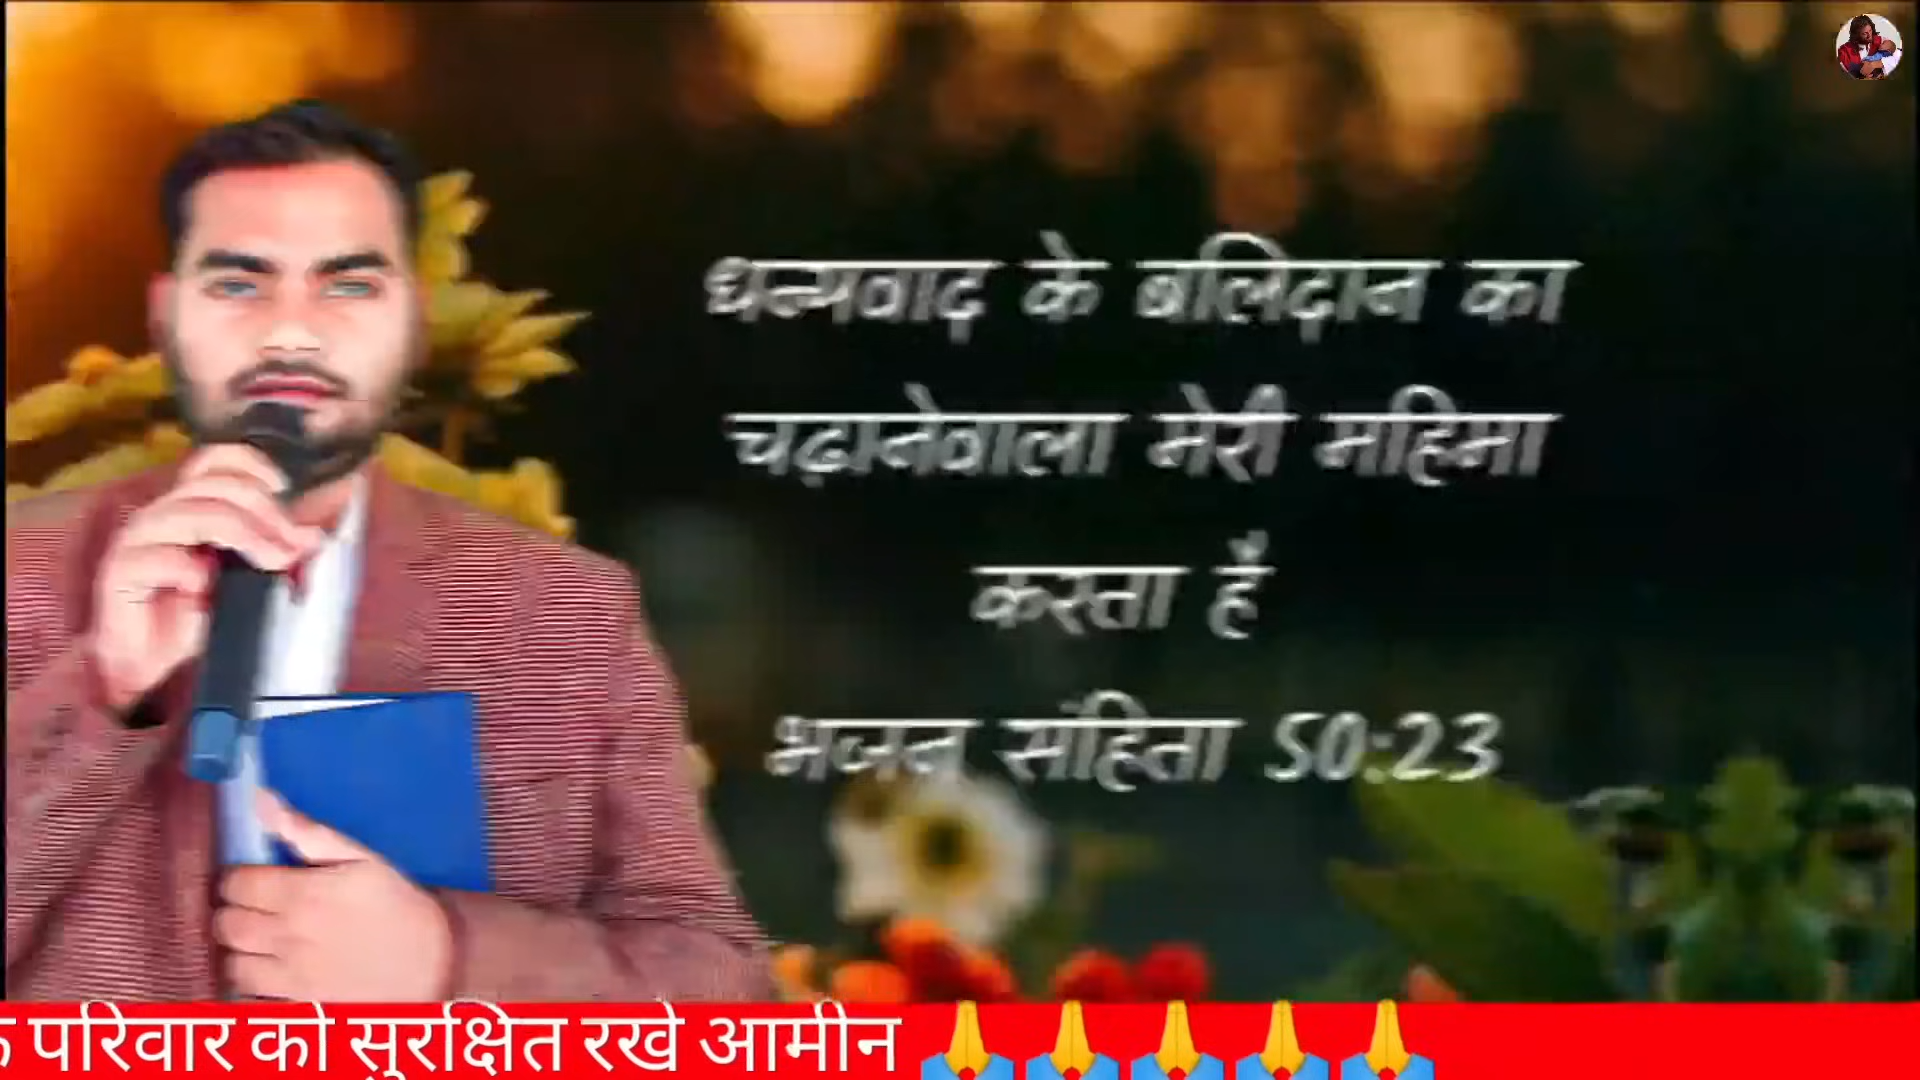 धन्यवाद के बलिदान का
चढ़ानेवाला मेरी महिमा
करता हैं
भजन संहिता 50:23
परिवार को सुरक्षित रखे आमीन 🙏🙏🙏🙏🙏